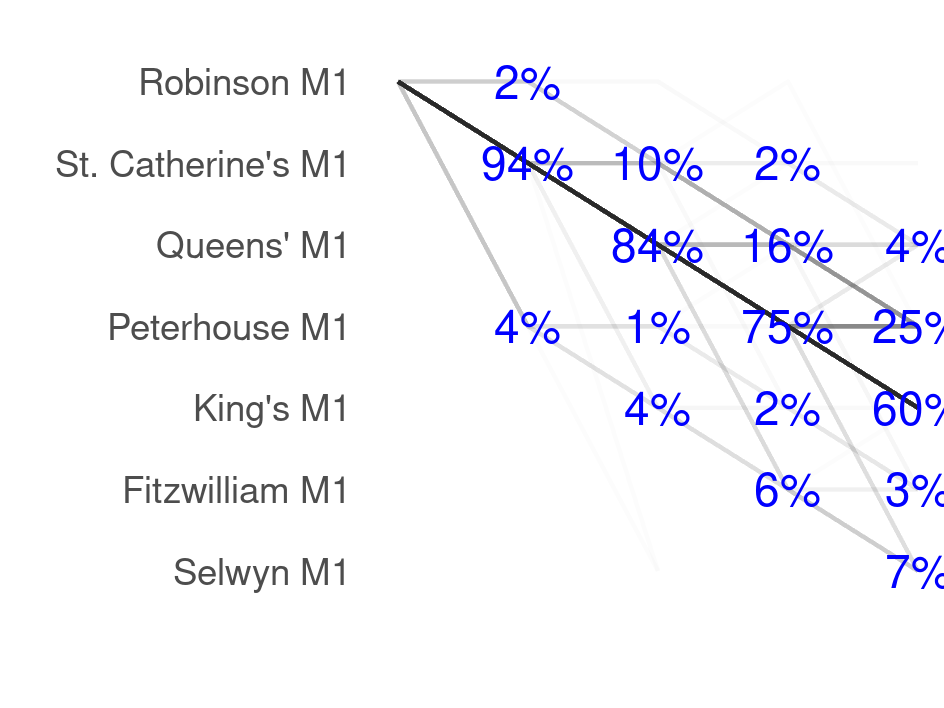 Robinson M1 2%
St. Catherine's M1 94% 10% 2%
Queens' M1 84% 16% 4%
Peterhouse M1 4% 1% 75% 25%
King's M1 4% 2% 60%
Fitzwilliam M1 6% 3%
Selwyn M1 7%